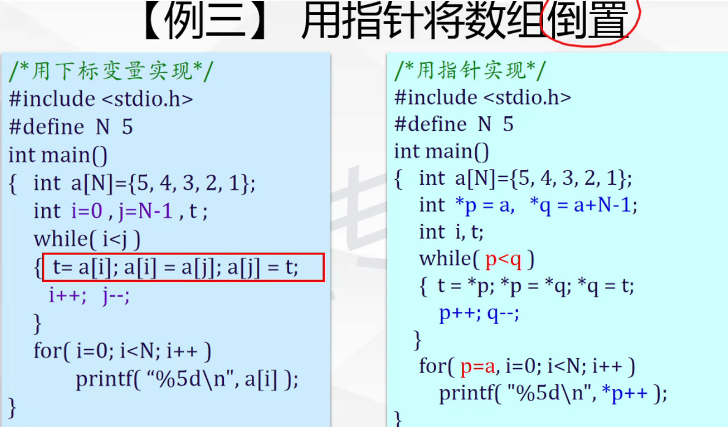 【例三】 用指针将数组倒置
/*用下标变量实现*/
#include <stdio.h>
#define N 5
int main()
{ int a[N]={5, 4, 3, 2, 1};
int i=0 , j=N-1 , t ;
while( i<j )
{ t= a[i]; a[i] = a[j]; a[j] = t;
i++; j--;
}
for( i=0; i<N; i++ )
printf( “%5d\n", a[i] );
}
/*用指针实现*/
#include <stdio.h>
#define N 5
int main()
{ int a[N]={5, 4, 3, 2, 1};
int *p = a, *q = a+N-1;
int i, t;
while( p<q )
{ t = *p; *p = *q; *q = t;
p++; q--;
}
for( p=a, i=0; i<N; i++ )
printf( "%5d\n", *p++ );
}